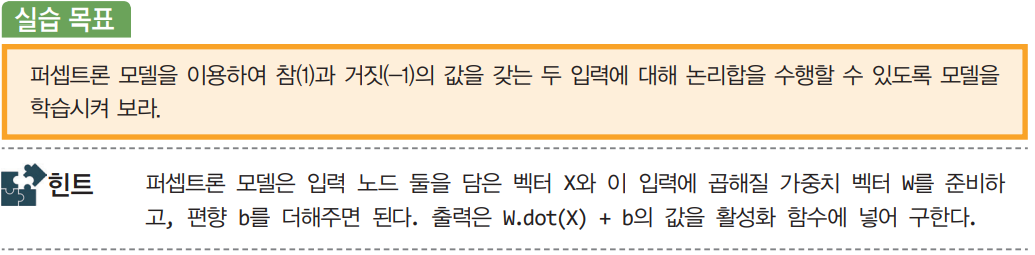 실습 목표
퍼셉트론 모델을 이용하여 참(1)과 거짓(-1)의 값을 갖는 두 입력에 대해 논리합을 수행할 수 있도록 모델을
학습시켜 보라.
힌트 퍼셉트론 모델은 입력 노드 둘을 담은 벡터 X와 이 입력에 곱해질 가중치 벡터 W를 준비하
고, 편향 b를 더해주면 된다. 출력은 W.dot(X) + b의 값을 활성화 함수에 넣어 구한다.